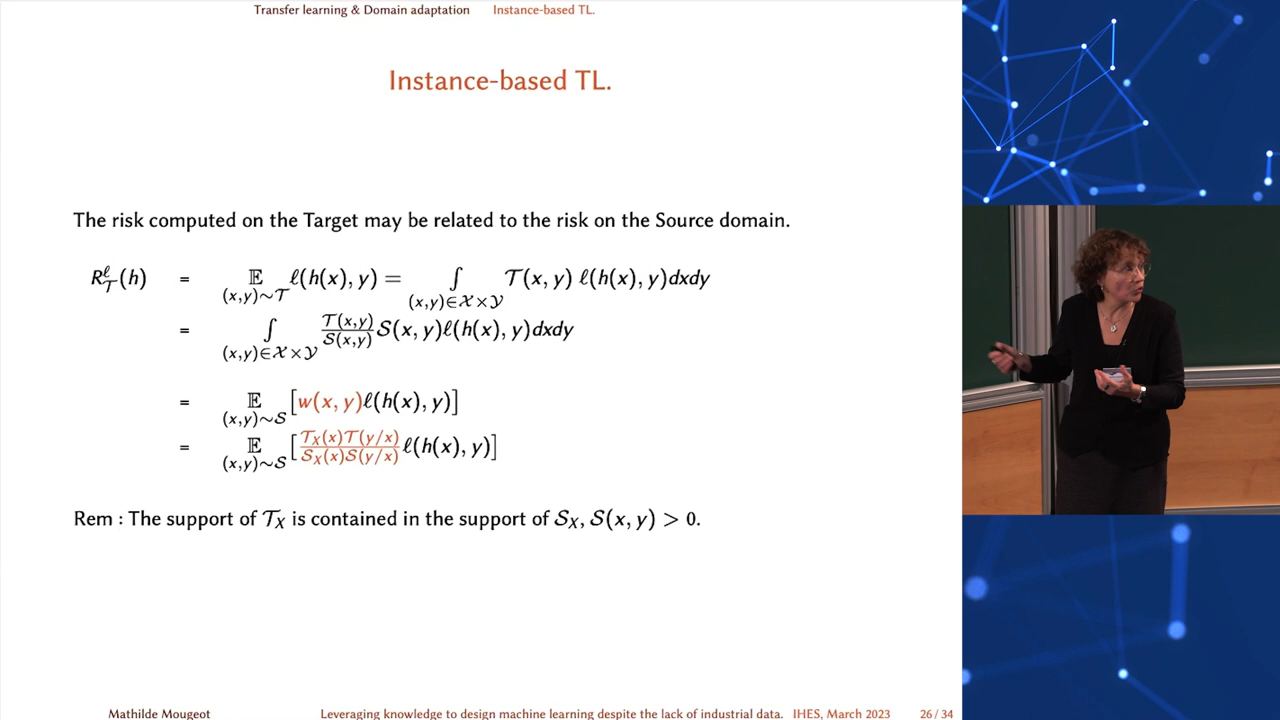 Transfer learning & Domain adaptation Instance-based TL.
Instance-based TL.
The risk computed on the Target may be related to the risk on the Source domain.
R^ℓ_𝒯(h) = 𝔼_{(x,y)∼𝒯} ℓ(h(x), y) = ∫_{(x,y)∈𝒳×𝒴} 𝒯(x, y) ℓ(h(x), y)dxdy
= ∫_{(x,y)∈𝒳×𝒴} 𝒯(x,y)/𝒮(x,y) 𝒮(x, y)ℓ(h(x), y)dxdy
= 𝔼_{(x,y)∼𝒮} [w(x, y)ℓ(h(x), y)]
= 𝔼_{(x,y)∼𝒮} [𝒯_X(x)𝒯(y/x)/𝒮_X(x)𝒮(y/x) ℓ(h(x), y)]
Rem : The support of 𝒯_X is contained in the support of 𝒮_X, 𝒮(x, y) > 0.
Mathilde Mougeot Leveraging knowledge to design machine learning despite the lack of industrial data. IHES, March 2023 26 / 34